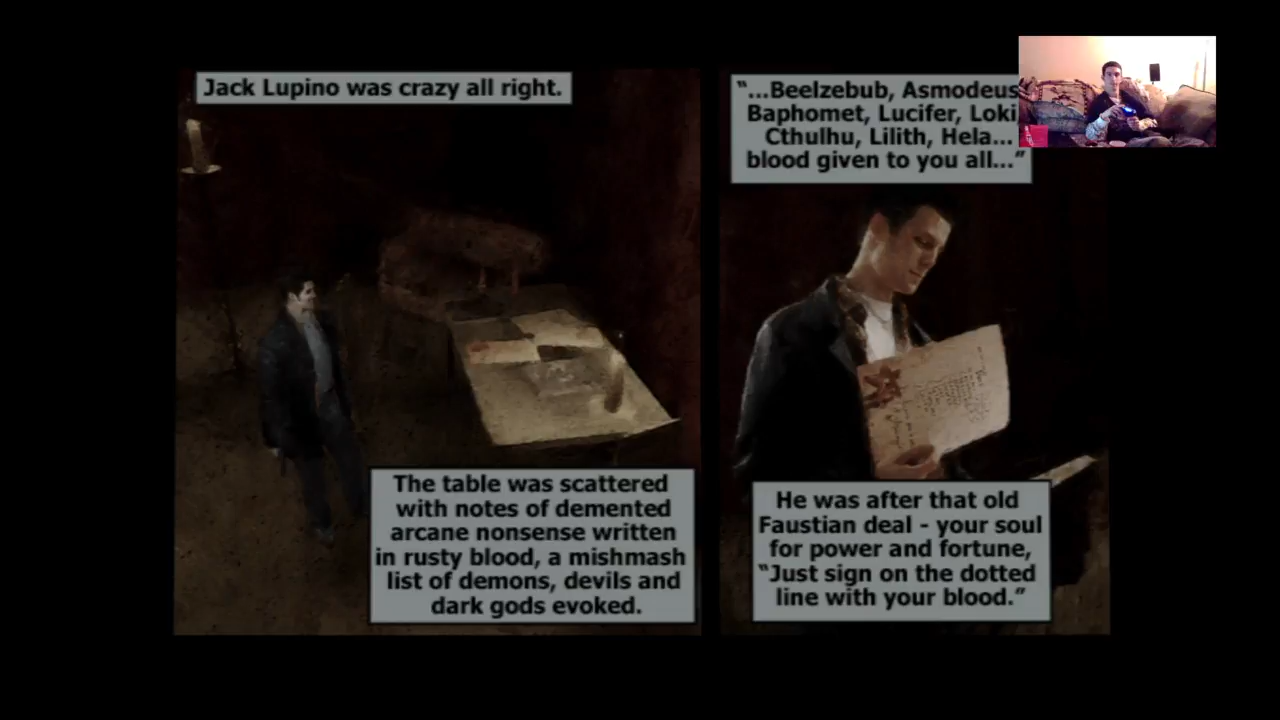 Jack Lupino was crazy all right.
The table was scattered
with notes of demented
arcane nonsense written
in rusty blood, a mishmash
list of demons, devils and
dark gods evoked.
“...Beelzebub, Asmodeus
Baphomet, Lucifer, Loki,
Cthulhu, Lilith, Hela...
blood given to you all...”
He was after that old
Faustian deal - your soul
for power and fortune,
“Just sign on the dotted
line with your blood.”